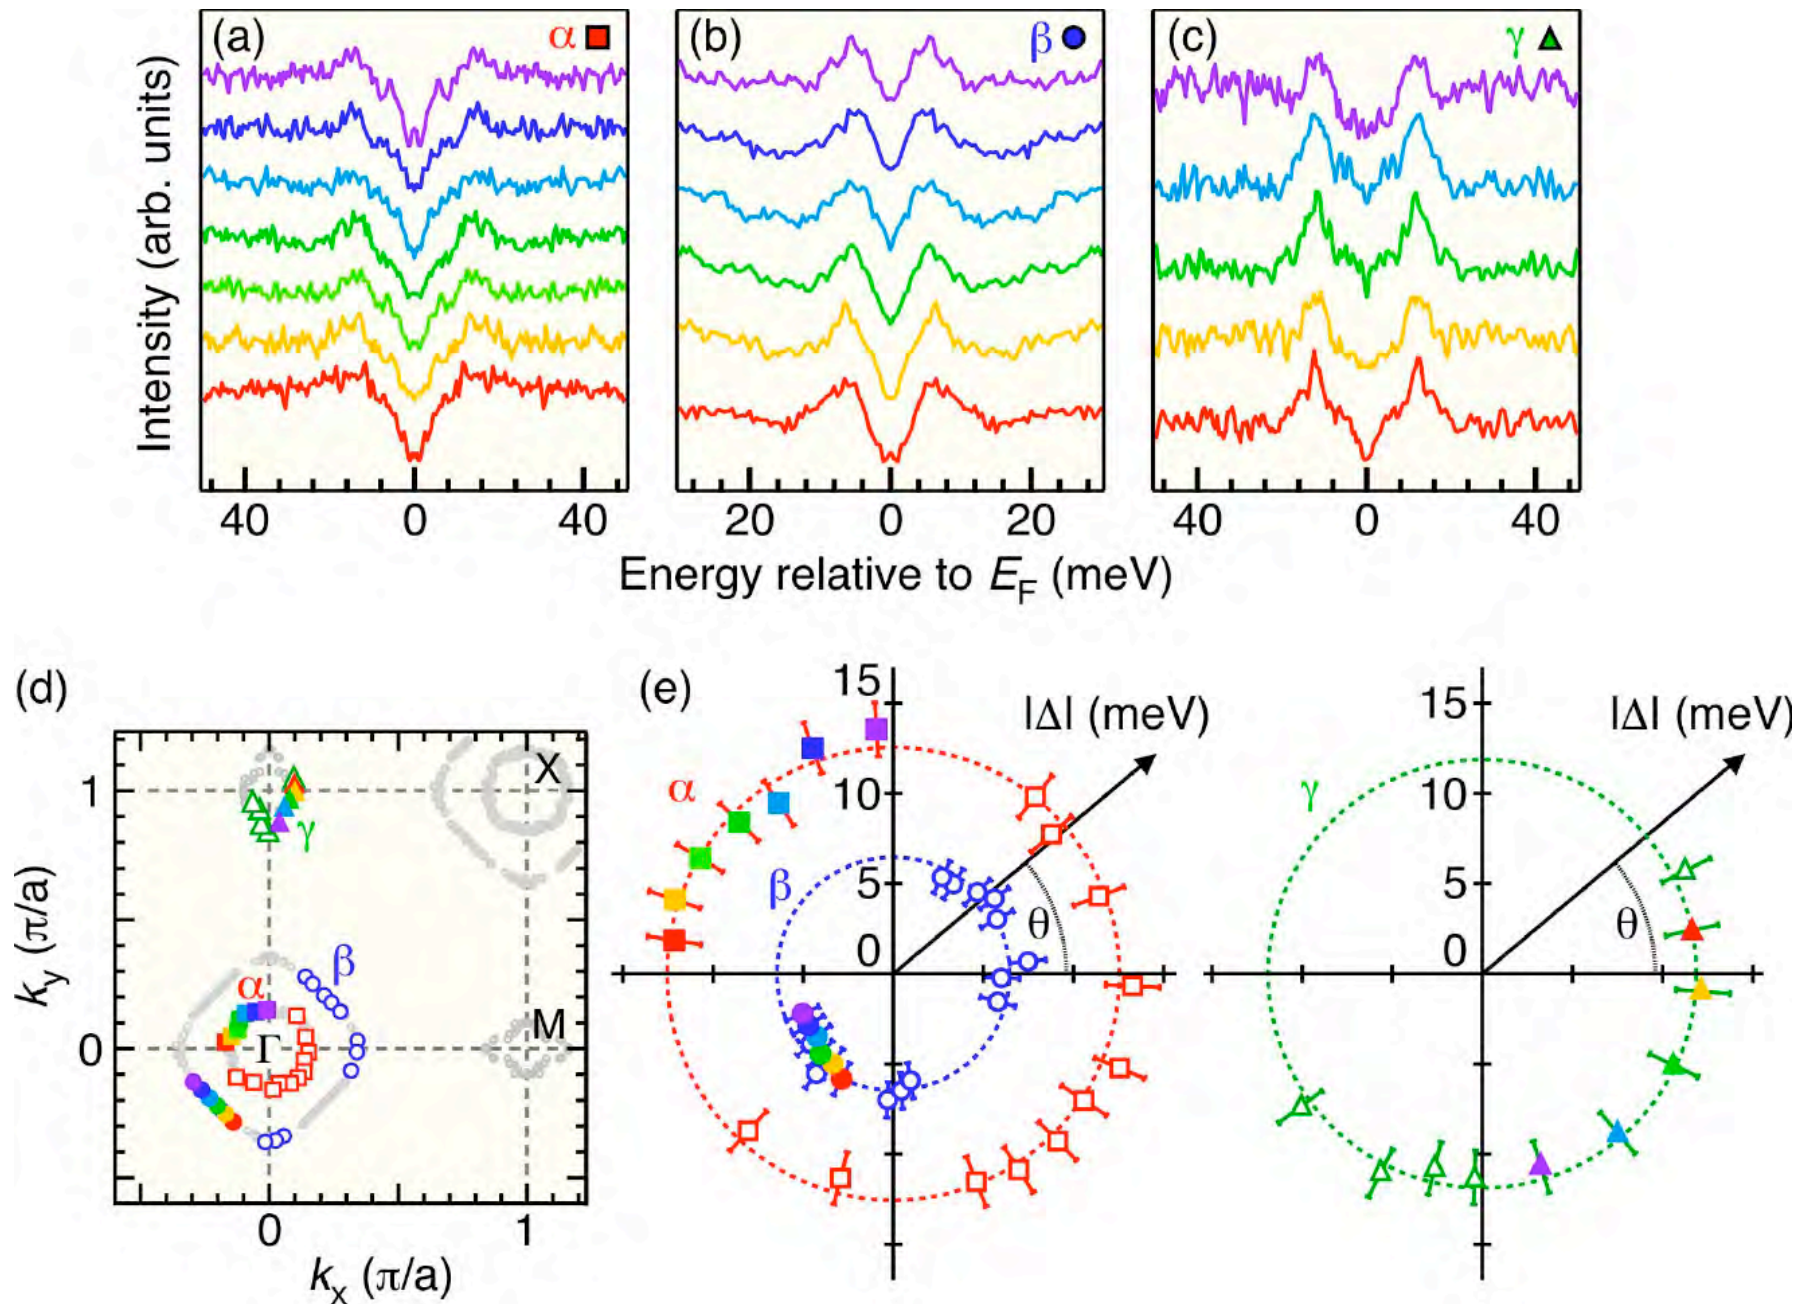 (a) α
(b) β
(c) γ
Intensity (arb. units)
40 0 40
20 0 20
40 0 40
Energy relative to E_F (meV)
(d)
1
0
k_y (π/a)
X
γ
β
α
Γ
M
0 1
k_x (π/a)
(e)
15
10
5
0
|Δ| (meV)
α
β
θ
15
10
5
0
|Δ| (meV)
γ
θ